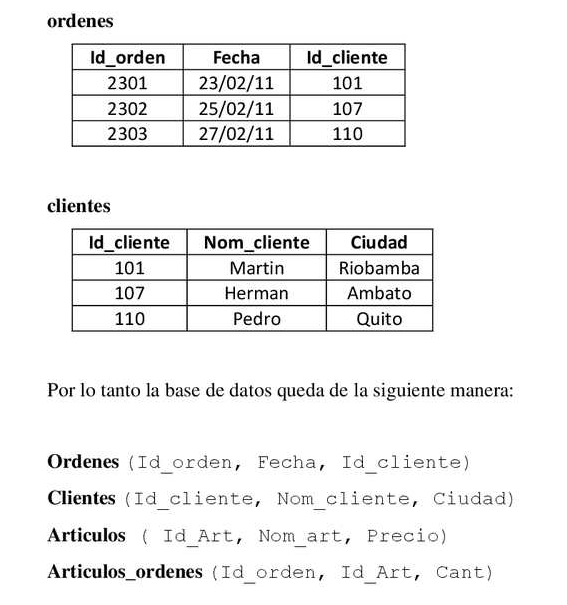 ordenes
Id_orden Fecha Id_cliente
2301 23/02/11 101
2302 25/02/11 107
2303 27/02/11 110
clientes
Id_cliente Nom_cliente Ciudad
101 Martin Riobamba
107 Herman Ambato
110 Pedro Quito
Por lo tanto la base de datos queda de la siguiente manera:
Ordenes (Id_orden, Fecha, Id_cliente)
Clientes (Id_cliente, Nom_cliente, Ciudad)
Articulos ( Id_Art, Nom_art, Precio)
Articulos_ordenes (Id_orden, Id_Art, Cant)